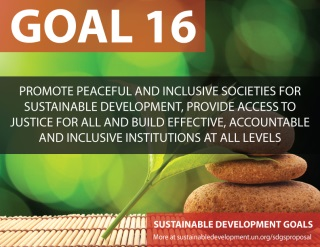 GOAL 16
PROMOTE PEACEFUL AND INCLUSIVE SOCIETIES FOR
SUSTAINABLE DEVELOPMENT, PROVIDE ACCESS TO
JUSTICE FOR ALL AND BUILD EFFECTIVE, ACCOUNTABLE
AND INCLUSIVE INSTITUTIONS AT ALL LEVELS
SUSTAINABLE DEVELOPMENT GOALS
More at sustainabledevelopment.un.org/sdgsproposal